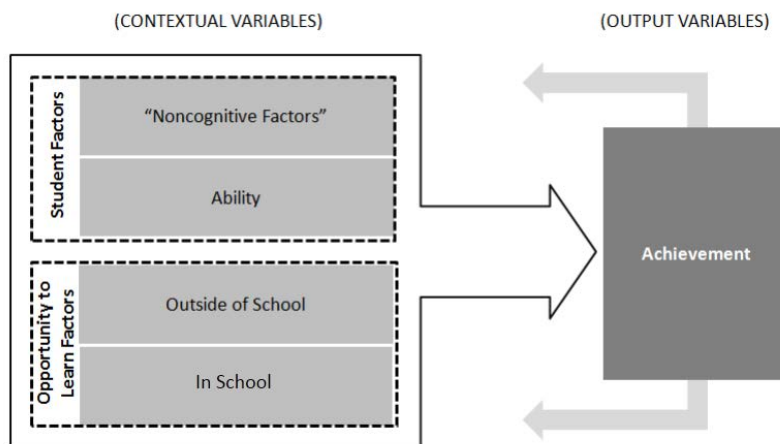 (CONTEXTUAL VARIABLES)
(OUTPUT VARIABLES)
Student Factors
“Noncognitive Factors”
Ability
Opportunity to
Learn Factors
Outside of School
In School
Achievement